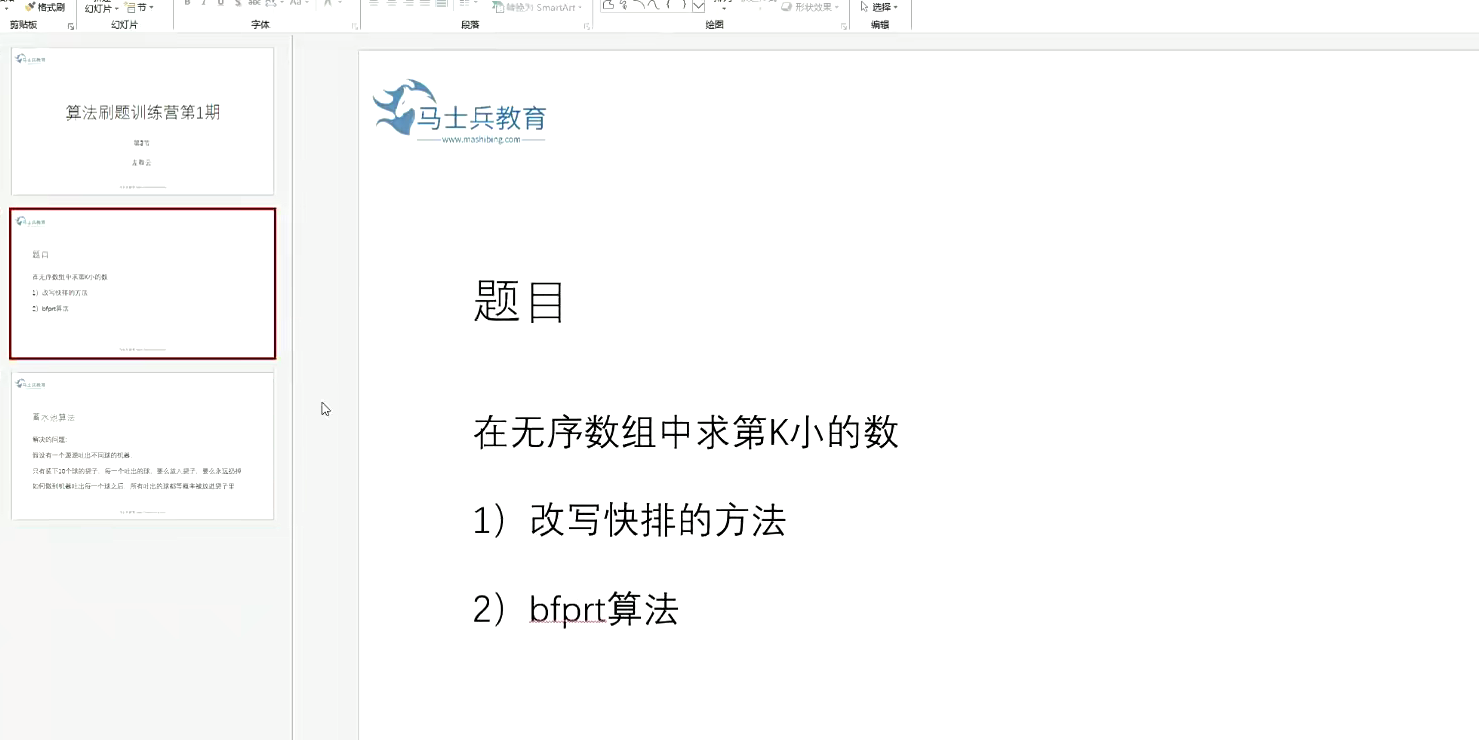 格式刷
幻灯片
节
转换为 SmartArt
形状效果
选择
剪贴板
幻灯片
字体
段落
绘图
编辑
马士兵教育
算法刷题训练营第1期
马士兵教育
题目
在无序数组中求第K小的数
1）改写快排的方法
2）bfprt算法
马士兵教育
蓄水池算法
解决的问题：
假设有一个源源吐出不同球的机器，
只有装下10个球的袋子，每一个吐出的球，要么放入袋子，要么永远扔掉
如何做到机器吐出每一个球之后，所有吐出的球都等概率被放进袋子里
马士兵教育
www.mashibing.com
题目
在无序数组中求第K小的数
1）改写快排的方法
2）bfprt算法